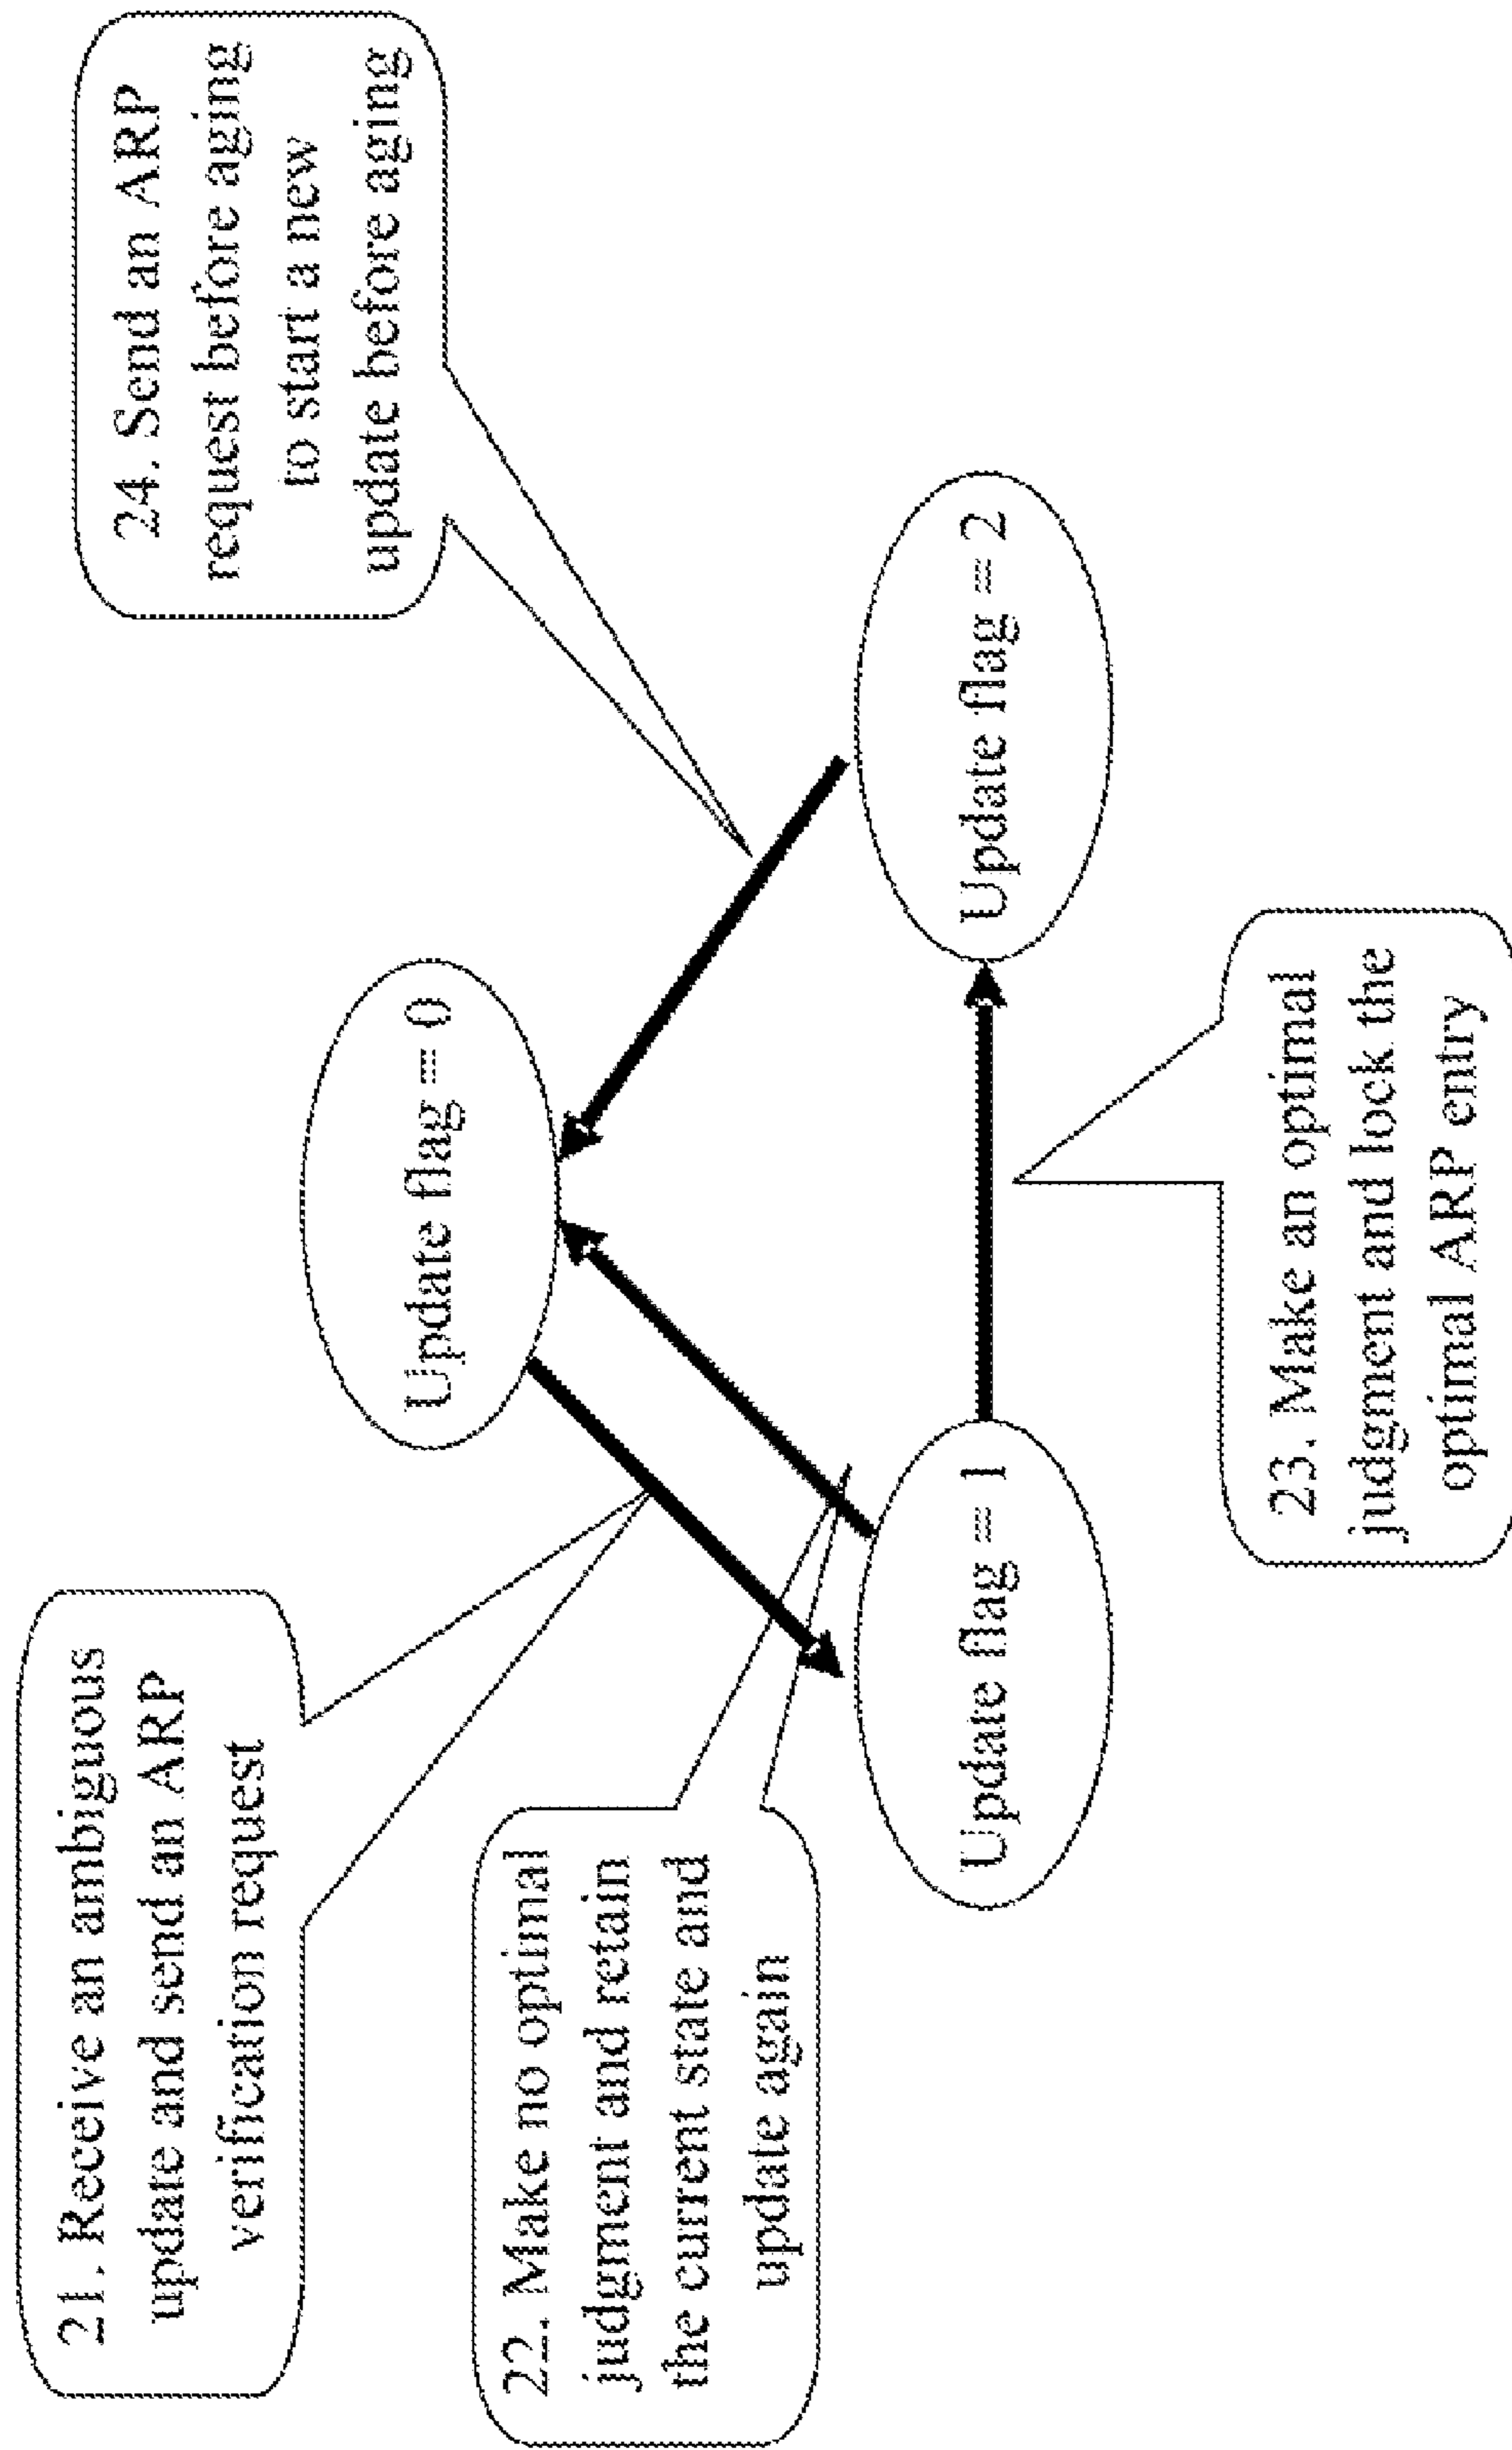 21. Receive an ambiguous
update and send an ARP
verification request
22. Make no optimal
judgment and retain
the current state and
update again
Update flag = 0
24. Send an ARP
request before aging
to start a new
update before aging
Update flag = 1
Update flag = 2
23. Make an optimal
judgment and lock the
optimal ARP entry